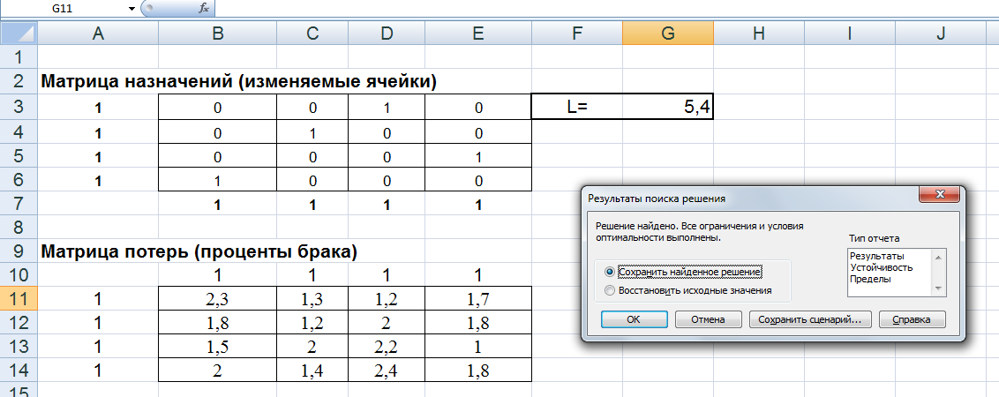 G11 fx
A B C D E F G H I J
1
2 Матрица назначений (изменяемые ячейки)
3 1 0 0 1 0 L= 5,4
4 1 0 1 0 0
5 1 0 0 0 1
6 1 1 0 0 0
7 1 1 1 1
8
9 Матрица потерь (проценты брака)
10 1 1 1 1
11 1 2,3 1,3 1,2 1,7
12 1 1,8 1,2 2 1,8
13 1 1,5 2 2,2 1
14 1 2 1,4 2,4 1,8
15
Результаты поиска решения
Решение найдено. Все ограничения и условия
оптимальности выполнены.
Тип отчета
Результаты
Устойчивость
Пределы
Сохранить найденное решение
Восстановить исходные значения
ОК Отмена Сохранить сценарий... Справка